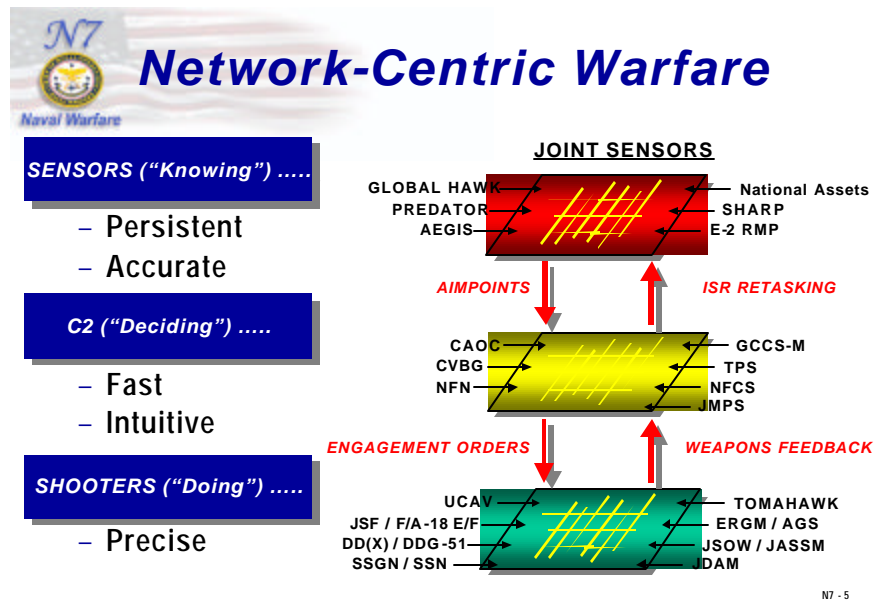 N7
Naval Warfare
Network-Centric Warfare
SENSORS (“Knowing”) .....
– Persistent
– Accurate
C2 (“Deciding”) .....
– Fast
– Intuitive
SHOOTERS (“Doing”) .....
– Precise
JOINT SENSORS
GLOBAL HAWK
PREDATOR
AEGIS
National Assets
SHARP
E-2 RMP
AIMPOINTS
ISR RETASKING
CAOC
CVBG
NFN
GCCS-M
TPS
NFCS
JMPS
ENGAGEMENT ORDERS
WEAPONS FEEDBACK
UCAV
JSF / F/A-18 E/F
DD(X) / DDG-51
SSGN / SSN
TOMAHAWK
ERGM / AGS
JSOW / JASSM
JDAM
N7 - 5